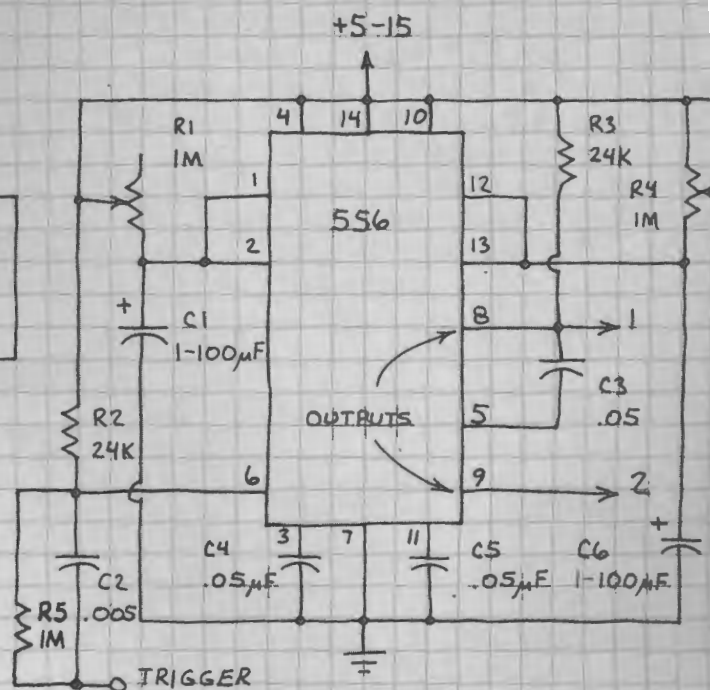 +5-15
R1
1M
4
14
10
R3
24K
1
12
R4
1M
556
2
13
+
C1
1-100µF
8
1
C3
.05
R2
24K
OUTPUTS
5
6
9
2
+
C4
.05µF
3
7
11
C5
.05µF
C6
1-100µF
C2
.005
R5
1M
TRIGGER